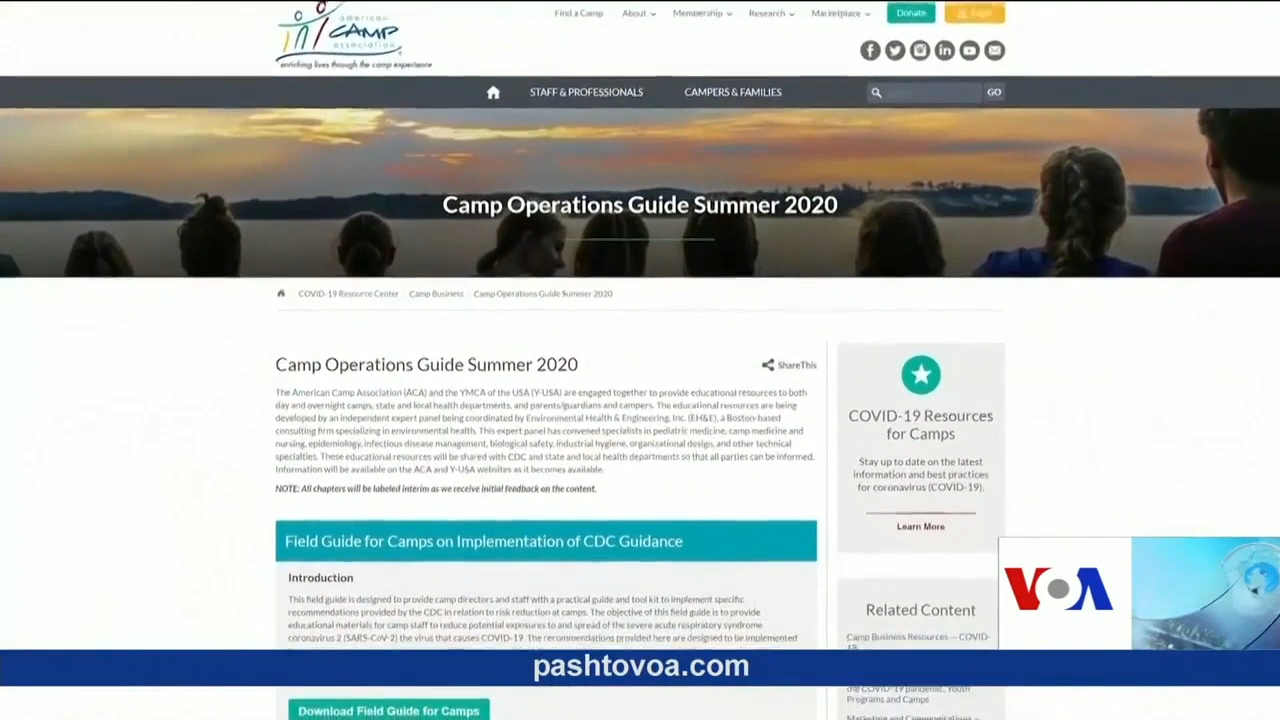 american
CAMP
association
enriching lives through the camp experience
Find a Camp About Membership Research Marketplace Donate Login
STAFF & PROFESSIONALS CAMPERS & FAMILIES GO
Camp Operations Guide Summer 2020
COVID-19 Resource Center Camp Business Camp Operations Guide Summer 2020
Camp Operations Guide Summer 2020
ShareThis
The American Camp Association (ACA) and the YMCA of the USA (Y-USA) are engaged together to provide educational resources to both
day and overnight camps, state and local health departments, and parents/guardians and campers. The educational resources are being
developed by an independent expert panel being coordinated by Environmental Health & Engineering, Inc. (EH&E), a Boston-based
consulting firm specializing in environmental health. This expert panel has convened specialists in pediatric medicine, camp medicine and
nursing, epidemiology, infectious disease management, biological safety, industrial hygiene, organizational design, and other technical
specialties. These educational resources will be shared with CDC and state and local health departments so that all parties can be informed.
Information will be available on the ACA and Y-USA websites as it becomes available.
NOTE: All chapters will be labeled interim as we receive initial feedback on the content.
Field Guide for Camps on Implementation of CDC Guidance
Introduction
This field guide is designed to provide camp directors and staff with a practical guide and tool kit to implement specific
recommendations provided by the CDC in relation to risk reduction at camps. The objective of this field guide is to provide
educational materials for camp staff to reduce potential exposures to and spread of the severe acute respiratory syndrome
coronavirus 2 (SARS-CoV-2) the virus that causes COVID-19. The recommendations provided here are designed to be implemented
Download Field Guide for Camps
COVID-19 Resources
for Camps
Stay up to date on the latest
information and best practices
for coronavirus (COVID-19).
Learn More
Related Content
Camp Business Resources — COVID-
19
the COVID-19 pandemic, Youth
Programs and Camps
Marketing and Communications —
VOA
pashtovoa.com